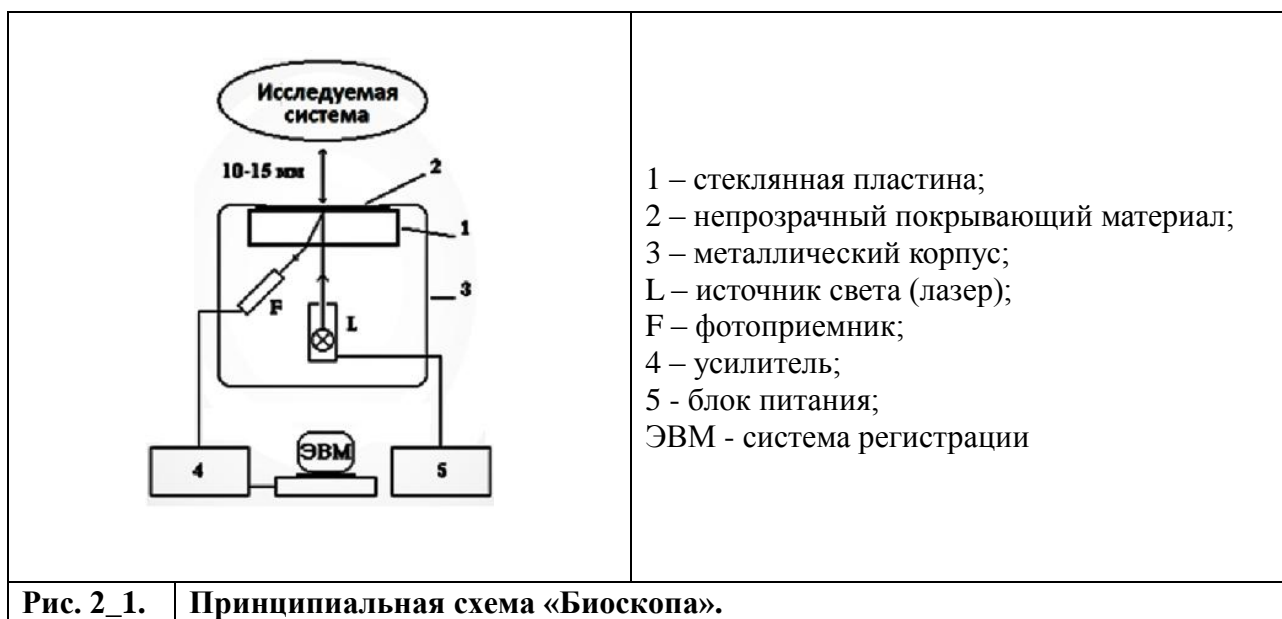 Исследуемая
система
10-15 мм
2
1
3
F
L
ЭВМ
4
5
1 – стеклянная пластина;
2 – непрозрачный покрывающий материал;
3 – металлический корпус;
L – источник света (лазер);
F – фотоприемник;
4 – усилитель;
5 - блок питания;
ЭВМ - система регистрации
Рис. 2_1. Принципиальная схема «Биоскопа».